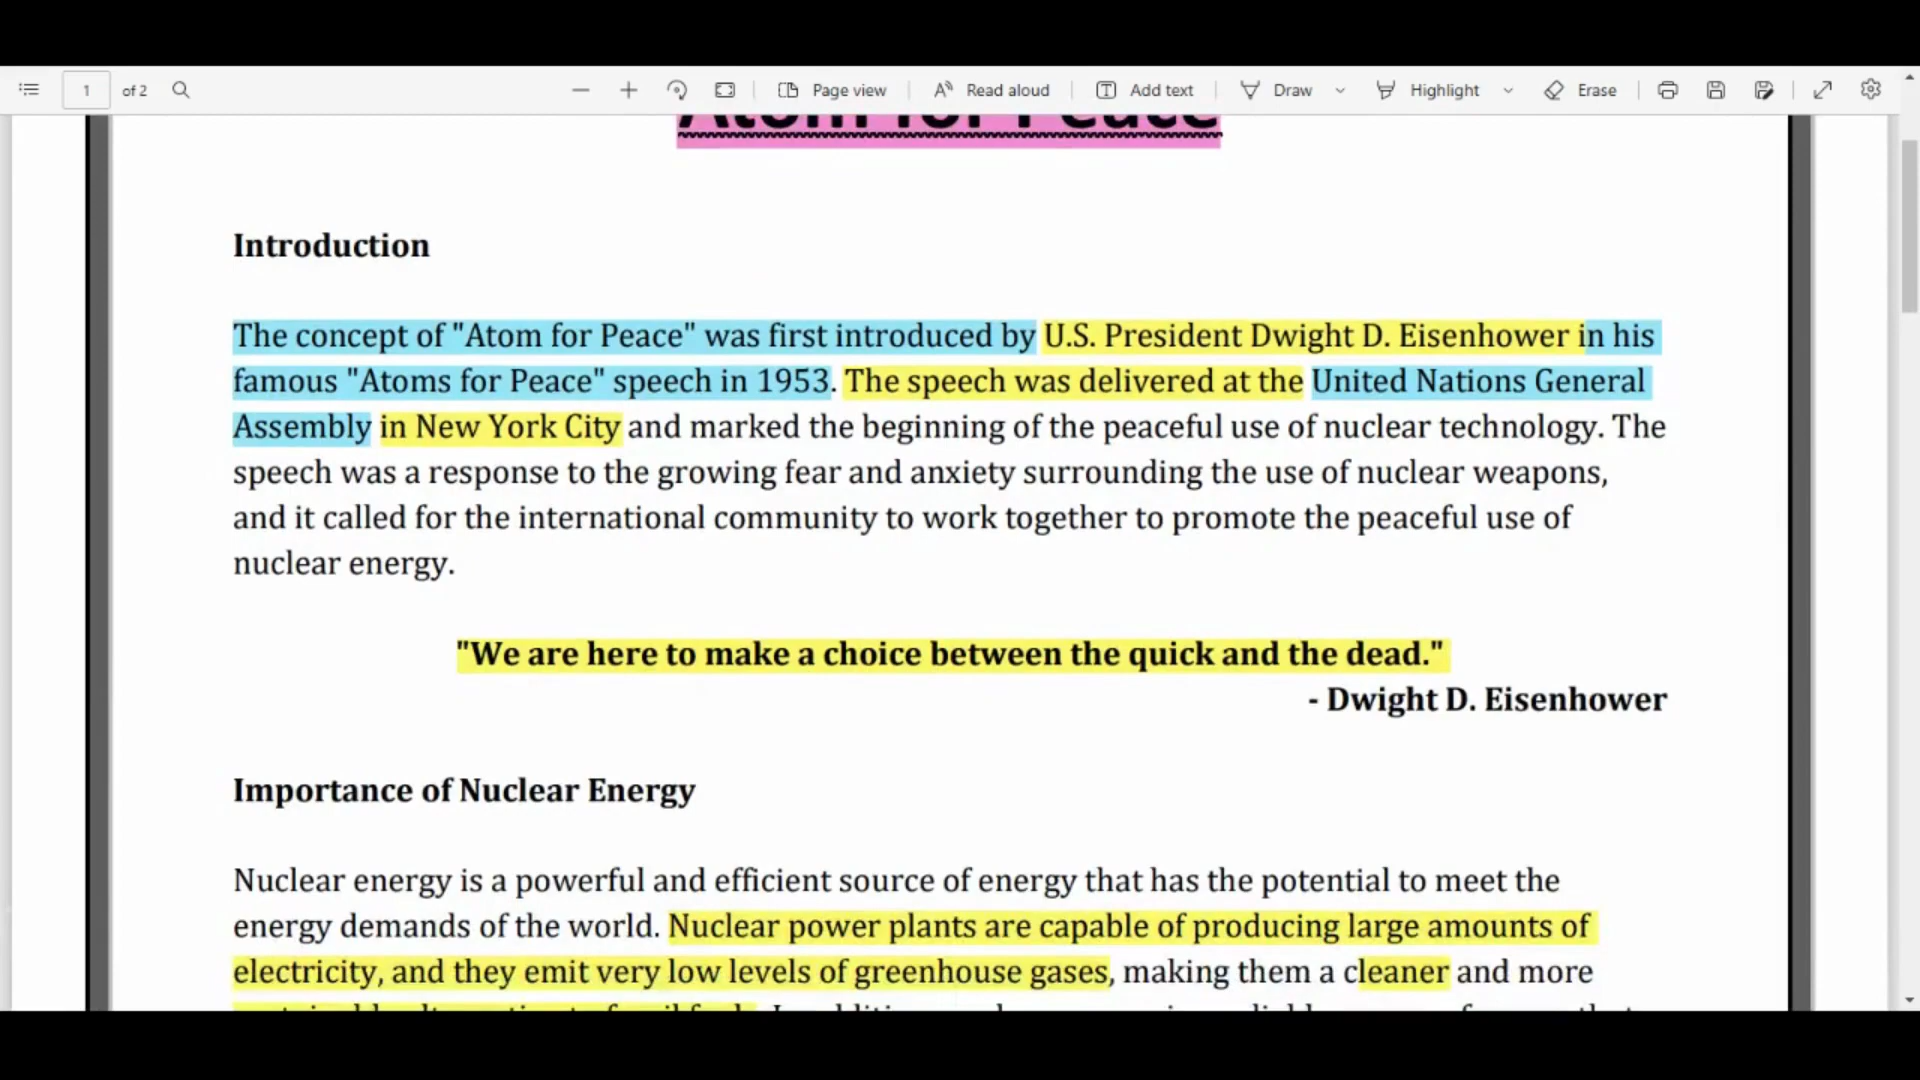 1 of 2 Page view Read aloud Add text Draw Highlight Erase
Atom for Peace
Introduction
The concept of "Atom for Peace" was first introduced by U.S. President Dwight D. Eisenhower in his
famous "Atoms for Peace" speech in 1953. The speech was delivered at the United Nations General
Assembly in New York City and marked the beginning of the peaceful use of nuclear technology. The
speech was a response to the growing fear and anxiety surrounding the use of nuclear weapons,
and it called for the international community to work together to promote the peaceful use of
nuclear energy.
"We are here to make a choice between the quick and the dead."
- Dwight D. Eisenhower
Importance of Nuclear Energy
Nuclear energy is a powerful and efficient source of energy that has the potential to meet the
energy demands of the world. Nuclear power plants are capable of producing large amounts of
electricity, and they emit very low levels of greenhouse gases, making them a cleaner and more